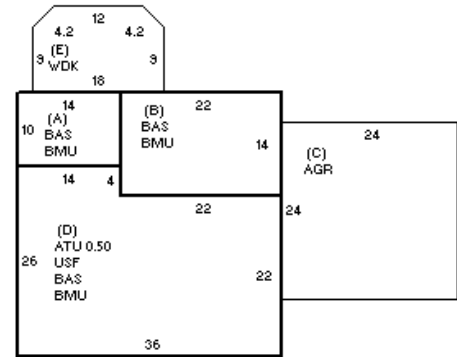 12
4.2 4.2
9 (E) 9
WDK
18
14 22
(A) (B)
10 BAS BAS
BMU BMU 14
24
(C)
AGR
14 4
22 24
(D)
ATU 0.50
26 USF 22
BAS
BMU
36